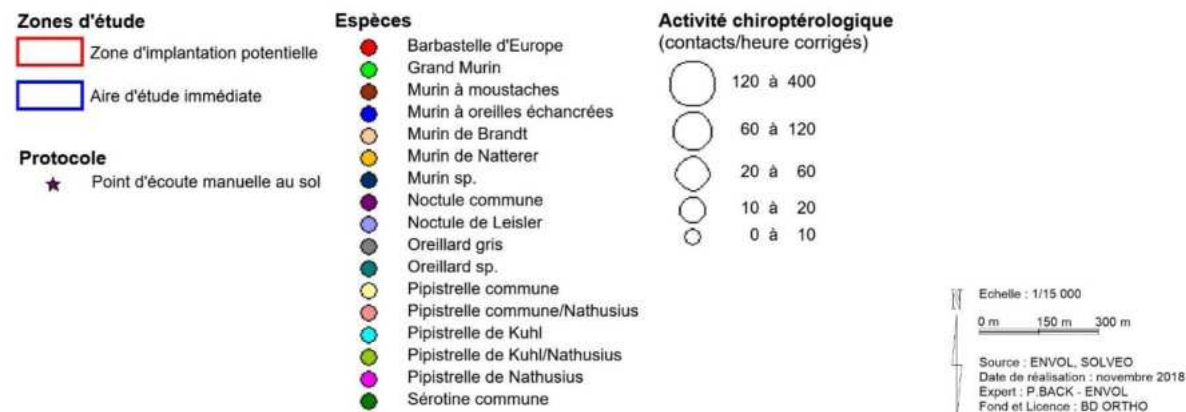 Zones d'étude
Zone d'implantation potentielle
Aire d'étude immédiate
Protocole
Point d'écoute manuelle au sol
Espèces
Barbastelle d'Europe
Grand Murin
Murin à moustaches
Murin à oreilles échancrées
Murin de Brandt
Murin de Natterer
Murin sp.
Noctule commune
Noctule de Leisler
Oreillard gris
Oreillard sp.
Pipistrelle commune
Pipistrelle commune/Nathusius
Pipistrelle de Kuhl
Pipistrelle de Kuhl/Nathusius
Pipistrelle de Nathusius
Sérotine commune
Activité chiroptérologique
(contacts/heure corrigés)
120 à 400
60 à 120
20 à 60
10 à 20
0 à 10
Echelle : 1/15 000
0 m 150 m 300 m
Source : ENVOL, SOLVEO
Date de réalisation : novembre 2018
Expert : P.BACK - ENVOL
Fond et Licence : BD ORTHO